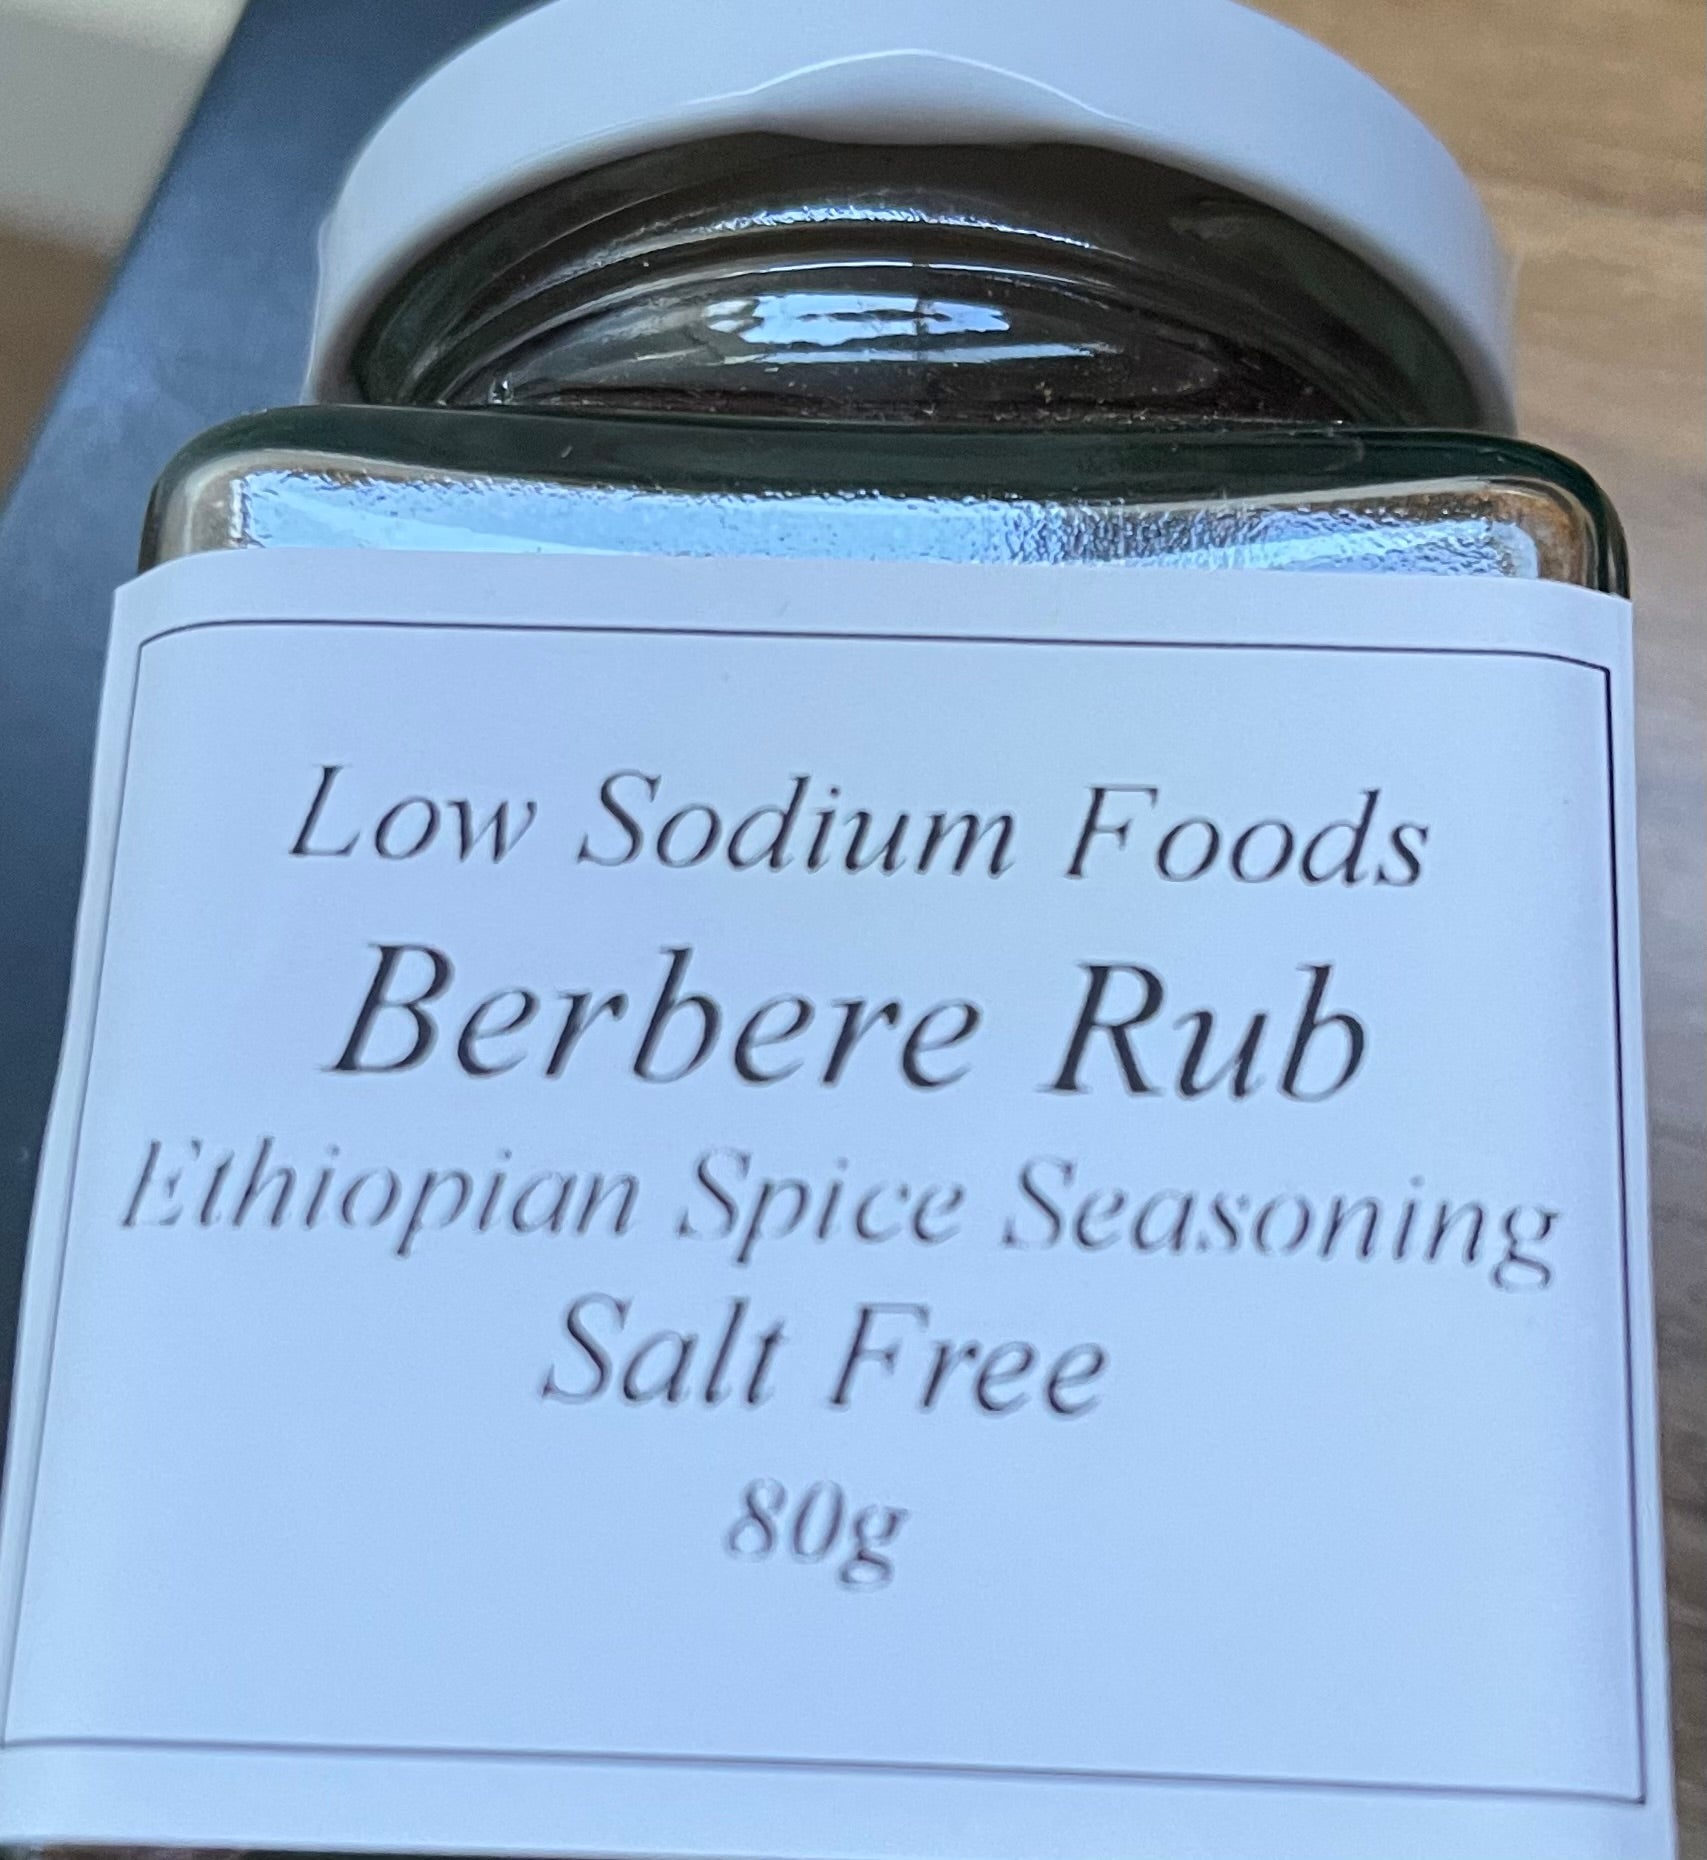 Low Sodium Foods
Berbere Rub
Ethiopian Spice Seasoning
Salt Free
80g